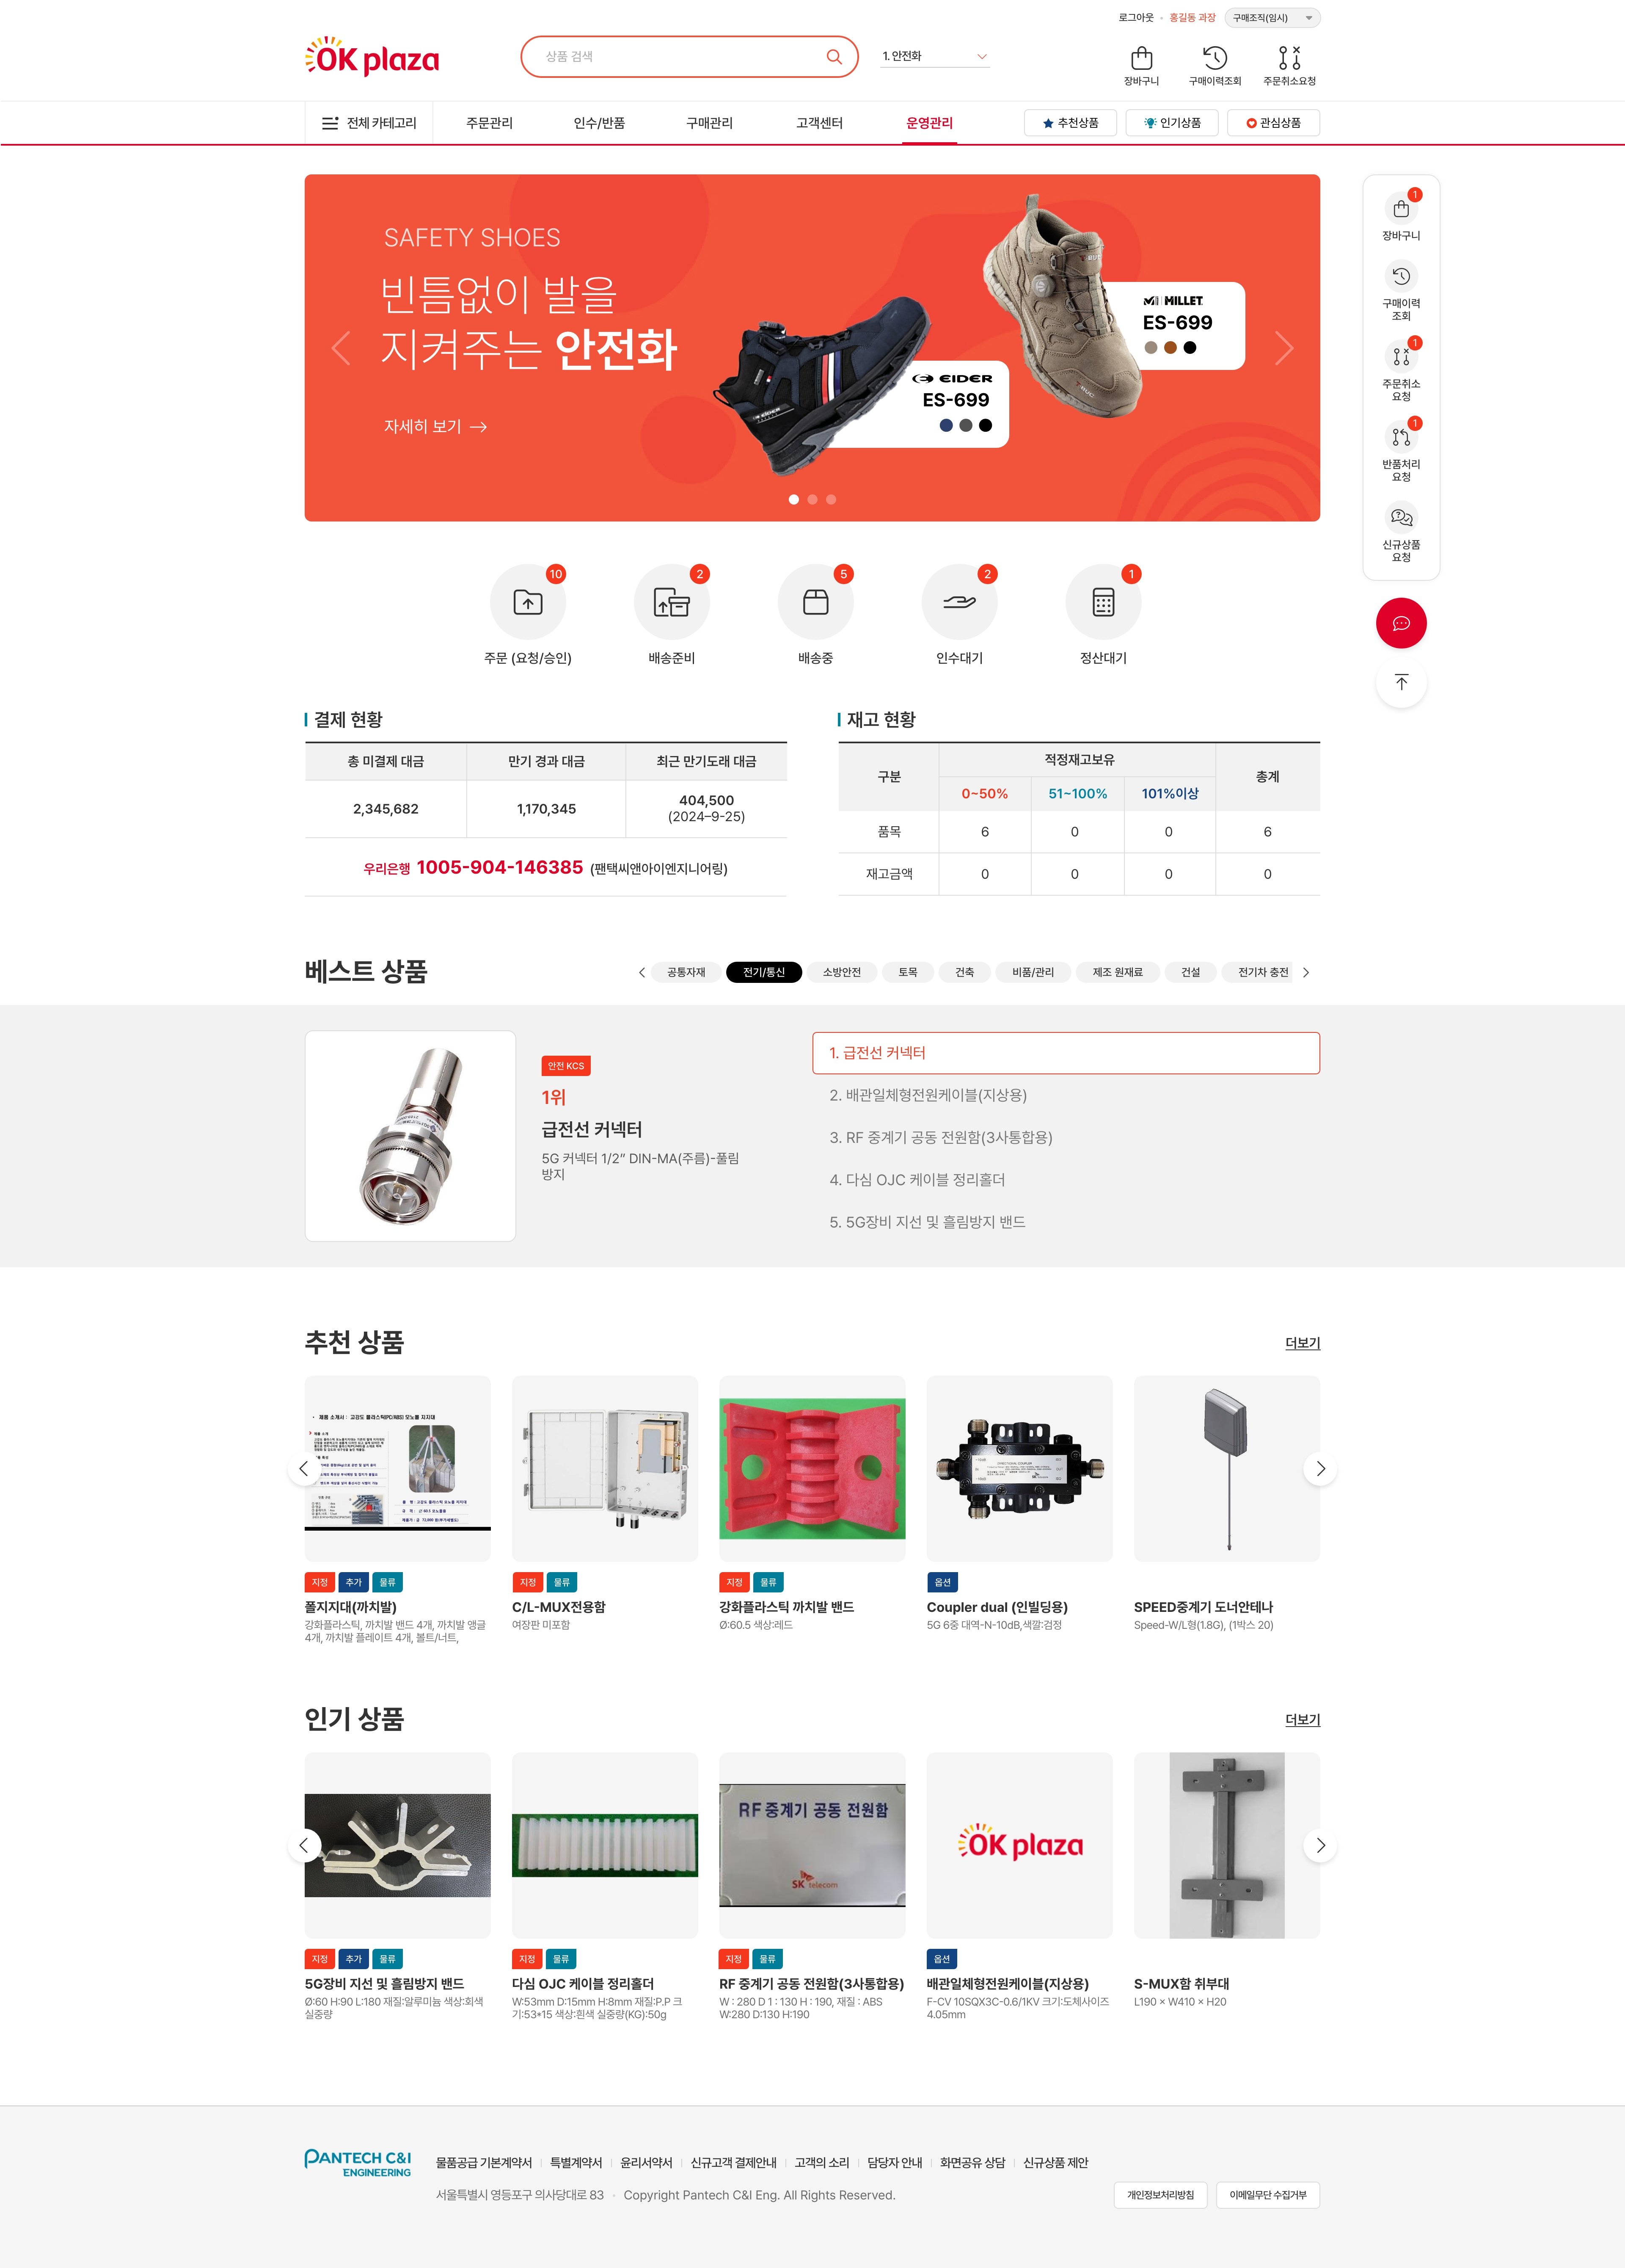 로그아웃
홍길동 과장
구매조직(임시)
OK plaza
상품 검색
1. 안전화
장바구니
구매이력조회
주문취소요청
전체 카테고리
주문관리
인수/반품
구매관리
고객센터
운영관리
추천상품
인기상품
관심상품
SAFETY SHOES
빈틈없이 발을
지켜주는 안전화
자세히 보기
MILLET
ES-699
EIDER
ES-699
1
장바구니
구매이력
조회
1
주문취소
요청
1
반품처리
요청
신규상품
요청
10
주문 (요청/승인)
2
배송준비
5
배송중
2
인수대기
1
정산대기
결제 현황
총 미결제 대금
만기 경과 대금
최근 만기도래 대금
2,345,682
1,170,345
404,500
(2024–9-25)
우리은행 1005-904-146385 (팬택씨앤아이엔지니어링)
재고 현황
구분
적정재고보유
총계
0~50%
51~100%
101%이상
품목 6 0 0 6
재고금액 0 0 0 0
베스트 상품
공통자재
전기/통신
소방안전
토목
건축
비품/관리
제조 원재료
건설
전기차 충전
안전 KCS
1위
급전선 커넥터
5G 커넥터 1/2” DIN-MA(주름)-풀림
방지
1. 급전선 커넥터
2. 배관일체형전원케이블(지상용)
3. RF 중계기 공동 전원함(3사통합용)
4. 다심 OJC 케이블 정리홀더
5. 5G장비 지선 및 흘림방지 밴드
추천 상품
더보기
지정 추가 물류
폴지지대(까치발)
강화플라스틱, 까치발 밴드 4개, 까치발 앵글
4개, 까치발 플레이트 4개, 볼트/너트,
지정 물류
C/L-MUX전용함
여장판 미포함
지정 물류
강화플라스틱 까치발 밴드
Ø:60.5 색상:레드
옵션
Coupler dual (인빌딩용)
5G 6중 대역-N-10dB,색깔:검정
SPEED중계기 도너안테나
Speed-W/L형(1.8G), (1박스 20)
인기 상품
더보기
지정 추가 물류
5G장비 지선 및 흘림방지 밴드
Ø:60 H:90 L:180 재질:알루미늄 색상:회색
실중량
지정 물류
다심 OJC 케이블 정리홀더
W:53mm D:15mm H:8mm 재질:P.P 크
기:53*15 색상:흰색 실중량(KG):50g
RF 중계기 공동 전원함
SK telecom
지정 물류
RF 중계기 공동 전원함(3사통합용)
W : 280 D 1 : 130 H : 190, 재질 : ABS
W:280 D:130 H:190
OK plaza
옵션
배관일체형전원케이블(지상용)
F-CV 10SQX3C-0.6/1KV 크기:도체사이즈
4.05mm
S-MUX함 취부대
L190 × W410 × H20
PANTECH C&I
ENGINEERING
물품공급 기본계약서
특별계약서
윤리서약서
신규고객 결제안내
고객의 소리
담당자 안내
화면공유 상담
신규상품 제안
서울특별시 영등포구 의사당대로 83
Copyright Pantech C&I Eng. All Rights Reserved.
개인정보처리방침
이메일무단 수집거부